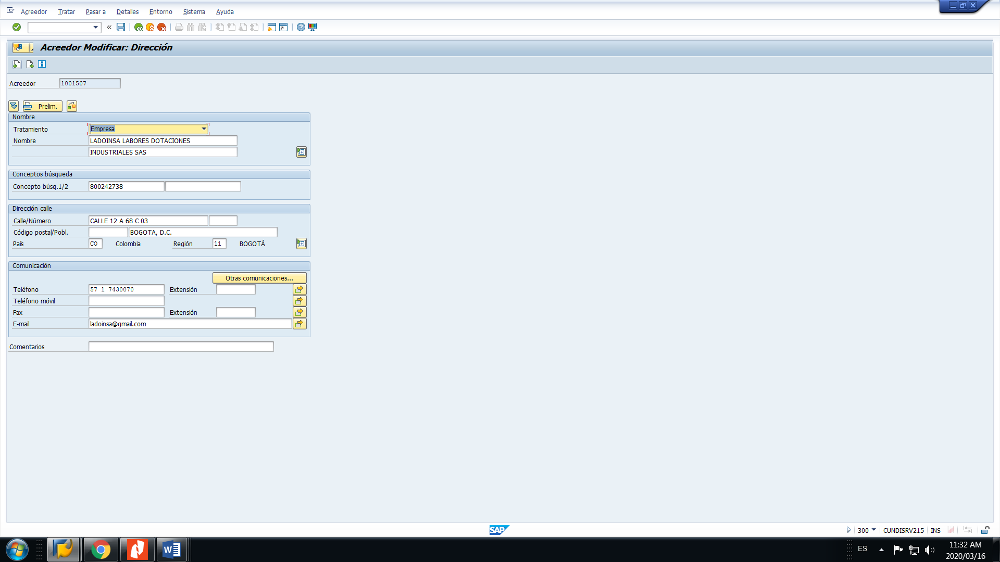 Acreedor Tratar Pasar a Detalles Entorno Sistema Ayuda
Acreedor Modificar: Dirección
Acreedor 1001507
Prelim.
Nombre
Tratamiento Empresa
Nombre LADOINSA LABORES DOTACIONES
INDUSTRIALES SAS
Conceptos búsqueda
Concepto búsq.1/2 800242738
Dirección calle
Calle/Número CALLE 12 A 68 C 03
Código postal/Pobl. BOGOTA, D.C.
País CO Colombia Región 11 BOGOTÁ
Comunicación
Otras comunicaciones...
Teléfono 57 1 7430070 Extensión
Teléfono móvil
Fax Extensión
E-mail ladoinsa@gmail.com
Comentarios
SAP 300 CUNDISRV215 INS
ES 11:32 AM
2020/03/16